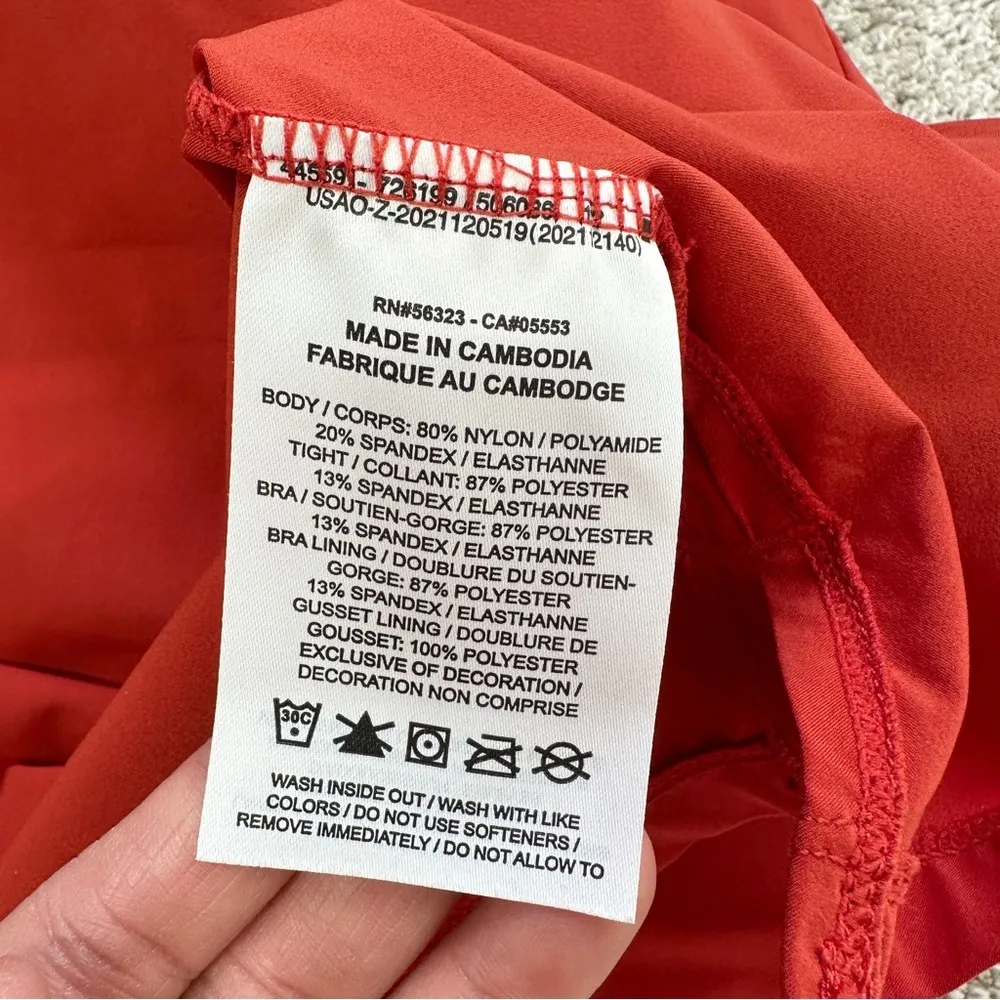 USAO-Z-2021120519(202112140)
RN#56323 - CA#05553
MADE IN CAMBODIA
FABRIQUE AU CAMBODGE
BODY / CORPS: 80% NYLON / POLYAMIDE
20% SPANDEX / ELASTHANNE
TIGHT / COLLANT: 87% POLYESTER
13% SPANDEX / ELASTHANNE
BRA / SOUTIEN-GORGE: 87% POLYESTER
13% SPANDEX / ELASTHANNE
BRA LINING / DOUBLURE DU SOUTIEN-
GORGE: 87% POLYESTER
13% SPANDEX / ELASTHANNE
GUSSET LINING / DOUBLURE DE
GOUSSET: 100% POLYESTER
EXCLUSIVE OF DECORATION /
DECORATION NON COMPRISE
30C
WASH INSIDE OUT / WASH WITH LIKE
COLORS / DO NOT USE SOFTENERS /
REMOVE IMMEDIATELY / DO NOT ALLOW TO